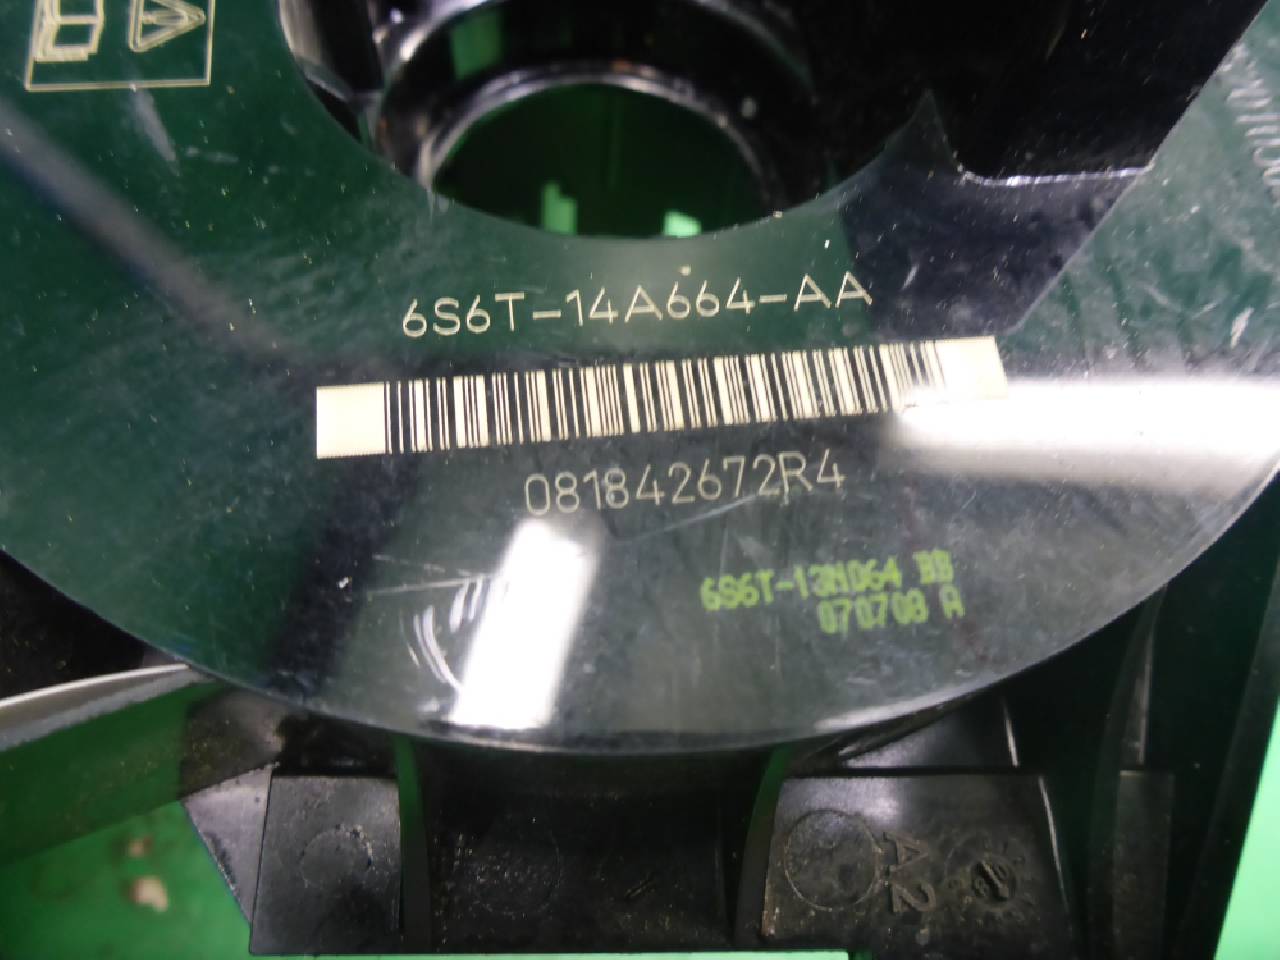 6S6T-14A664-AA
081842672R4
6S6T-13N064 BB
070708 A
A2